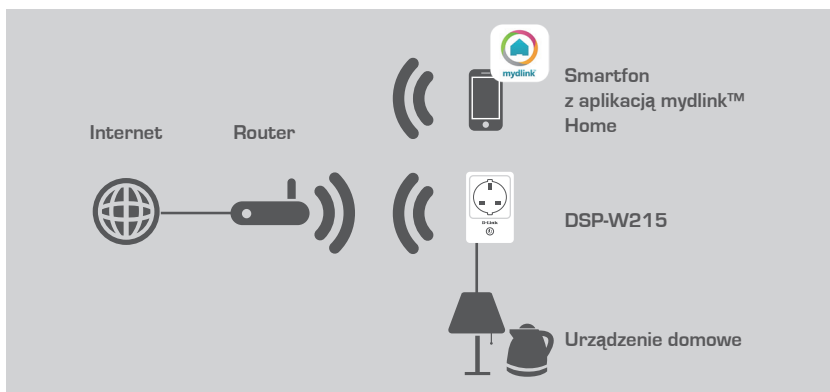 mydlink
Smartfon
z aplikacją mydlink™
Home
Internet
Router
D-Link
DSP-W215
Urządzenie domowe